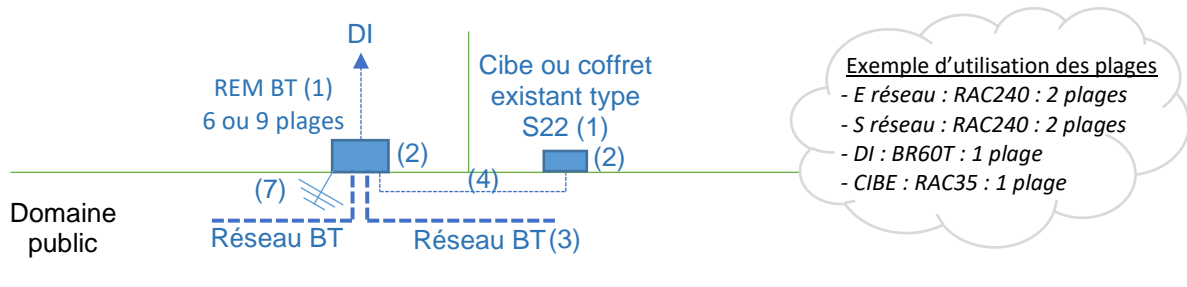 DI
REM BT (1)
6 ou 9 plages
(2)
Cibe ou coffret
existant type
S22 (1)
(2)
(4)
(7)
Domaine
public
Réseau BT
Réseau BT (3)
Exemple d'utilisation des plages
- E réseau : RAC240 : 2 plages
- S réseau : RAC240 : 2 plages
- DI : BR60T : 1 plage
- CIBE : RAC35 : 1 plage